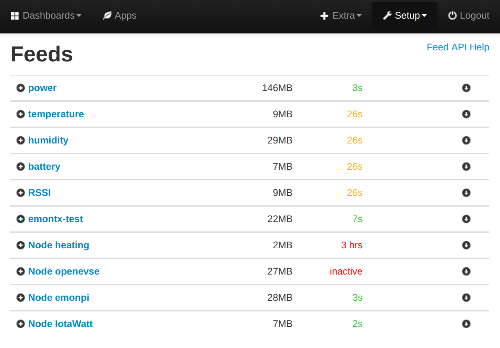 Dashboards Apps Extra Setup Logout
Feeds
Feed API Help
power 146MB 3s
temperature 9MB 26s
humidity 29MB 26s
battery 7MB 26s
RSSI 9MB 26s
emontx-test 22MB 7s
Node heating 2MB 3 hrs
Node openevse 27MB inactive
Node emonpi 28MB 3s
Node IotaWatt 7MB 2s